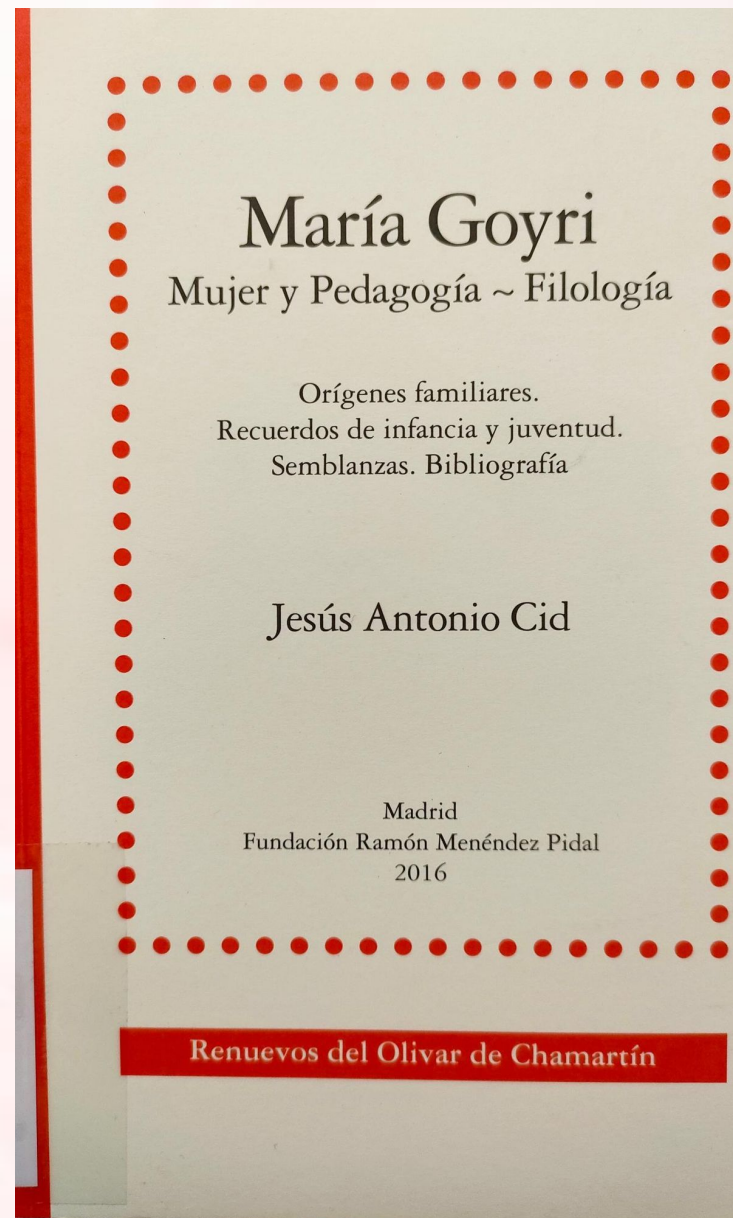 María Goyri
Mujer y Pedagogía ~ Filología
Orígenes familiares.
Recuerdos de infancia y juventud.
Semblanzas. Bibliografía
Jesús Antonio Cid
Madrid
Fundación Ramón Menéndez Pidal
2016
Renuevos del Olivar de Chamartín